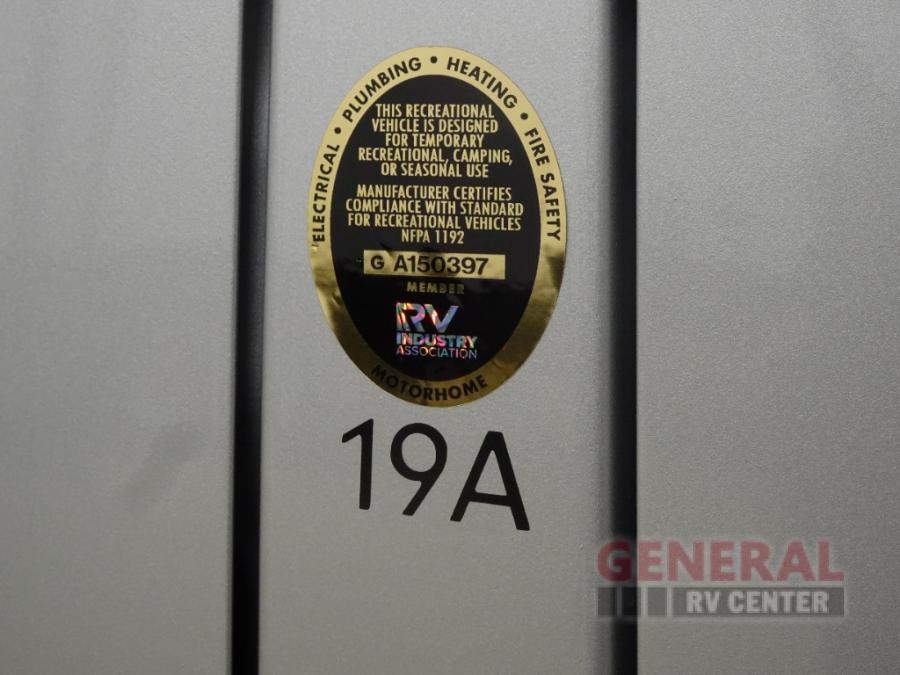 ELECTRICAL • PLUMBING • HEATING • FIRE SAFETY
THIS RECREATIONAL
VEHICLE IS DESIGNED
FOR TEMPORARY
RECREATIONAL, CAMPING,
OR SEASONAL USE
MANUFACTURER CERTIFIES
COMPLIANCE WITH STANDARD
FOR RECREATIONAL VEHICLES
NFPA 1192
G A150397
MEMBER
RV
INDUSTRY
ASSOCIATION
MOTORHOME
19A
GENERAL
RV CENTER